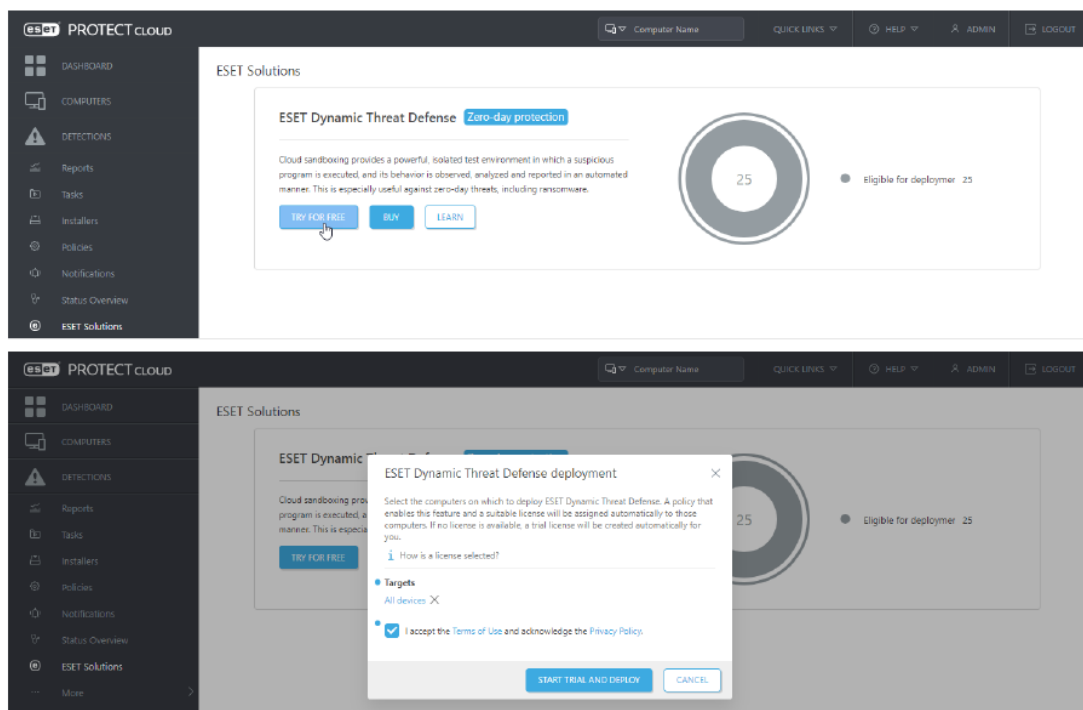 eset PROTECT CLOUD
Computer Name
QUICK LINKS
HELP
ADMIN
LOGOUT
DASHBOARD
COMPUTERS
DETECTIONS
Reports
Tasks
Installers
Policies
Notifications
Status Overview
ESET Solutions
ESET Solutions
ESET Dynamic Threat Defense Zero-day protection
Cloud sandboxing provides a powerful, isolated test environment in which a suspicious
program is executed, and its behavior is observed, analyzed and reported in an automated
manner. This is especially useful against zero-day threats, including ransomware.
TRY FOR FREE
BUY
LEARN
25
Eligible for deploymer 25
eset PROTECT CLOUD
Computer Name
QUICK LINKS
HELP
ADMIN
LOGOUT
DASHBOARD
COMPUTERS
DETECTIONS
Reports
Tasks
Installers
Policies
Notifications
Status Overview
ESET Solutions
More
ESET Solutions
ESET Dynamic
Cloud sandboxing prov
program is executed, a
manner. This is especia
TRY FOR FREE
25
Eligible for deploymer 25
ESET Dynamic Threat Defense deployment
Select the computers on which to deploy ESET Dynamic Threat Defense. A policy that
enables this feature and a suitable license will be assigned automatically to those
computers. If no license is available, a trial license will be created automatically for
you.
How is a license selected?
Targets
All devices
I accept the Terms of Use and acknowledge the Privacy Policy.
START TRIAL AND DEPLOY
CANCEL